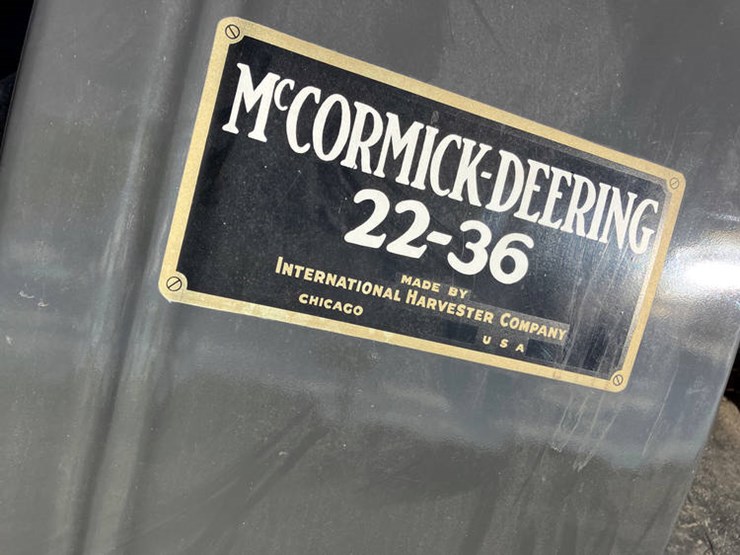 McCORMICK-DEERING
22-36
MADE BY
INTERNATIONAL HARVESTER COMPANY
CHICAGO USA